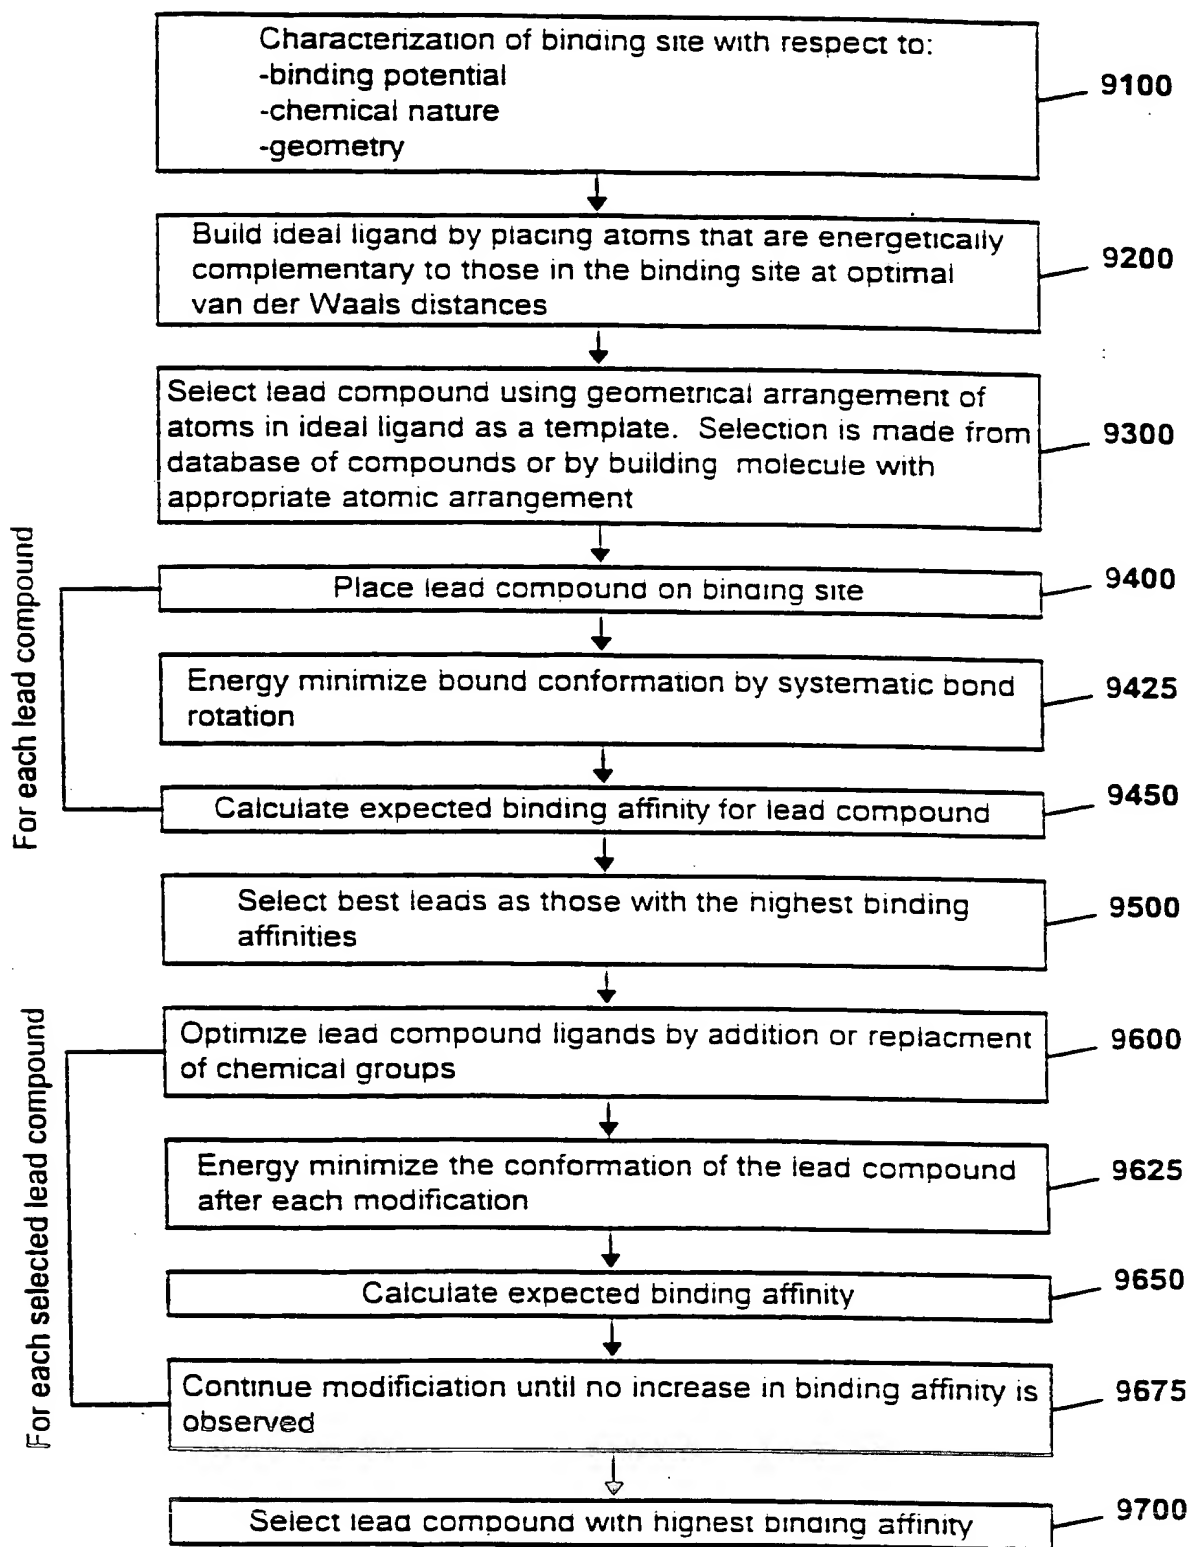 Characterization of binding site with respect to:
-binding potential
-chemical nature
-geometry
9100
Build ideal ligand by placing atoms that are energetically
complementary to those in the binding site at optimal
van der Waals distances
9200
Select lead compound using geometrical arrangement of
atoms in ideal ligand as a template. Selection is made from
database of compounds or by building molecule with
appropriate atomic arrangement
9300
For each lead compound
Place lead compound on binding site
9400
Energy minimize bound conformation by systematic bond
rotation
9425
Calculate expected binding affinity for lead compound
9450
Select best leads as those with the highest binding
affinities
9500
For each selected lead compound
Optimize lead compound ligands by addition or replacment
of chemical groups
9600
Energy minimize the conformation of the lead compound
after each modification
9625
Calculate expected binding affinity
9650
Continue modificiation until no increase in binding affinity is
observed
9675
Select lead compound with highest binding affinity
9700